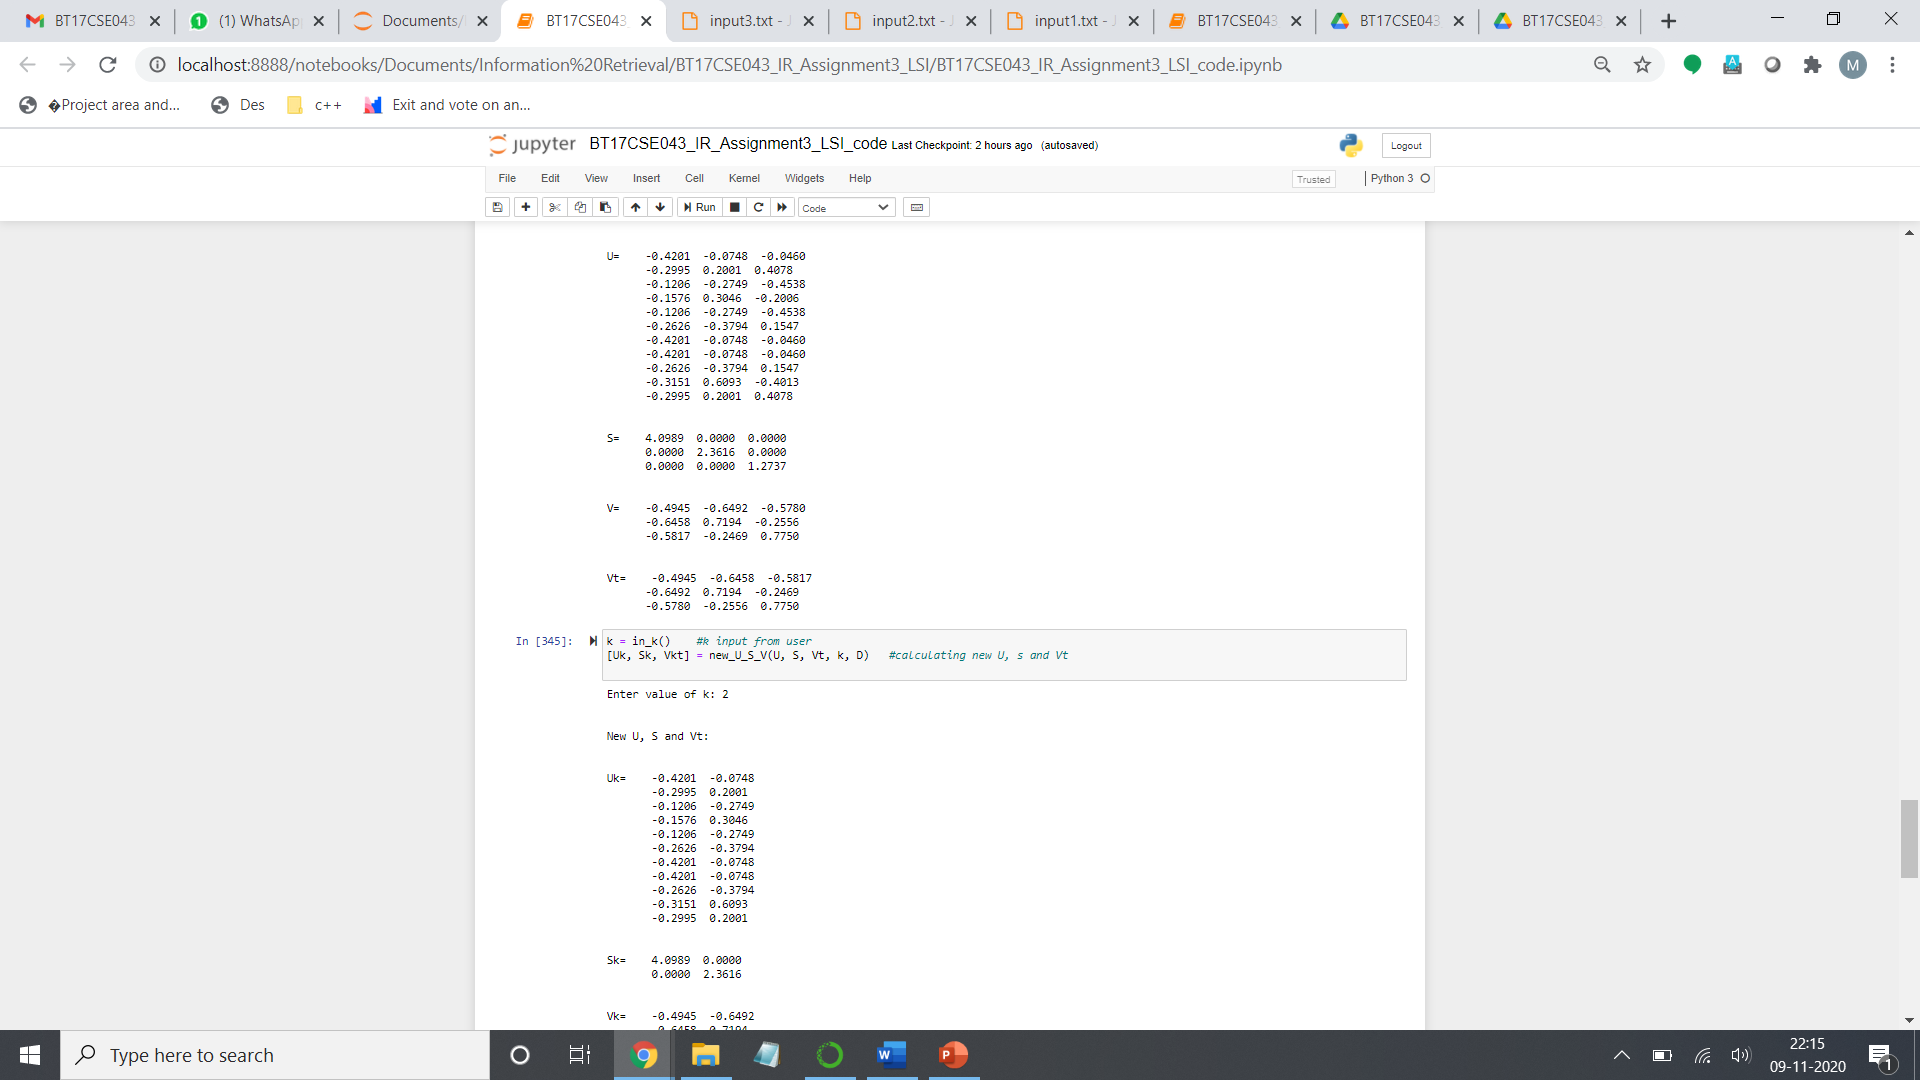 BT17CSE043
(1) WhatsAp
Documents/
BT17CSE043
input3.txt - J
input2.txt - J
input1.txt - J
BT17CSE043
BT17CSE043
BT17CSE043
localhost:8888/notebooks/Documents/Information%20Retrieval/BT17CSE043_IR_Assignment3_LSI/BT17CSE043_IR_Assignment3_LSI_code.ipynb
M
�Project area and...
Des
c++
Exit and vote on an...
jupyter BT17CSE043_IR_Assignment3_LSI_code Last Checkpoint: 2 hours ago (autosaved)
Logout
File Edit View Insert Cell Kernel Widgets Help
Trusted
Python 3
Run
Code
U= -0.4201 -0.0748 -0.0460
-0.2995 0.2001 0.4078
-0.1206 -0.2749 -0.4538
-0.1576 0.3046 -0.2006
-0.1206 -0.2749 -0.4538
-0.2626 -0.3794 0.1547
-0.4201 -0.0748 -0.0460
-0.4201 -0.0748 -0.0460
-0.2626 -0.3794 0.1547
-0.3151 0.6093 -0.4013
-0.2995 0.2001 0.4078
S= 4.0989 0.0000 0.0000
0.0000 2.3616 0.0000
0.0000 0.0000 1.2737
V= -0.4945 -0.6492 -0.5780
-0.6458 0.7194 -0.2556
-0.5817 -0.2469 0.7750
Vt= -0.4945 -0.6458 -0.5817
-0.6492 0.7194 -0.2469
-0.5780 -0.2556 0.7750
In [345]: k = in_k() #k input from user
[Uk, Sk, Vkt] = new_U_S_V(U, S, Vt, k, D) #calculating new U, s and Vt
Enter value of k: 2
New U, S and Vt:
Uk= -0.4201 -0.0748
-0.2995 0.2001
-0.1206 -0.2749
-0.1576 0.3046
-0.1206 -0.2749
-0.2626 -0.3794
-0.4201 -0.0748
-0.4201 -0.0748
-0.2626 -0.3794
-0.3151 0.6093
-0.2995 0.2001
Sk= 4.0989 0.0000
0.0000 2.3616
Vk= -0.4945 -0.6492
-0.6458 0.7194
Type here to search
22:15
09-11-2020
1